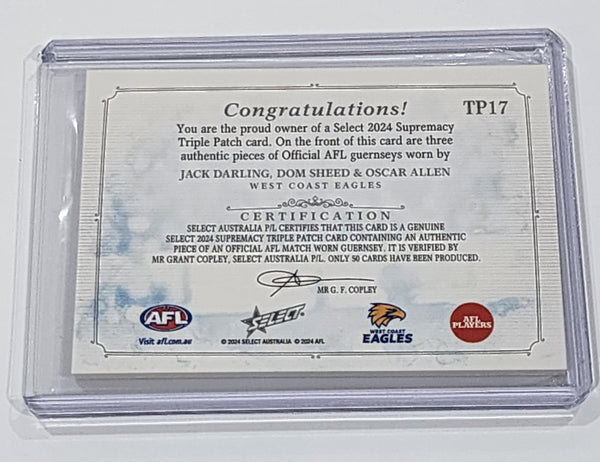 Congratulations!
TP17
You are the proud owner of a Select 2024 Supremacy
Triple Patch card. On the front of this card are three
authentic pieces of Official AFL guernseys worn by
JACK DARLING, DOM SHEED & OSCAR ALLEN
WEST COAST EAGLES
CERTIFICATION
SELECT AUSTRALIA P/L CERTIFIES THAT THIS CARD IS A GENUINE
SELECT 2024 SUPREMACY TRIPLE PATCH CARD CONTAINING AN AUTHENTIC
PIECE OF AN OFFICIAL AFL MATCH WORN GUERNSEY. IT IS VERIFIED BY
MR GRANT COPLEY, SELECT AUSTRALIA P/L. ONLY 50 CARDS HAVE BEEN PRODUCED.
MR G. F. COPLEY
AFL
Visit afl.com.au
SELECT
© 2024 SELECT AUSTRALIA © 2024 AFL
WEST COAST
EAGLES
AFL
PLAYERS